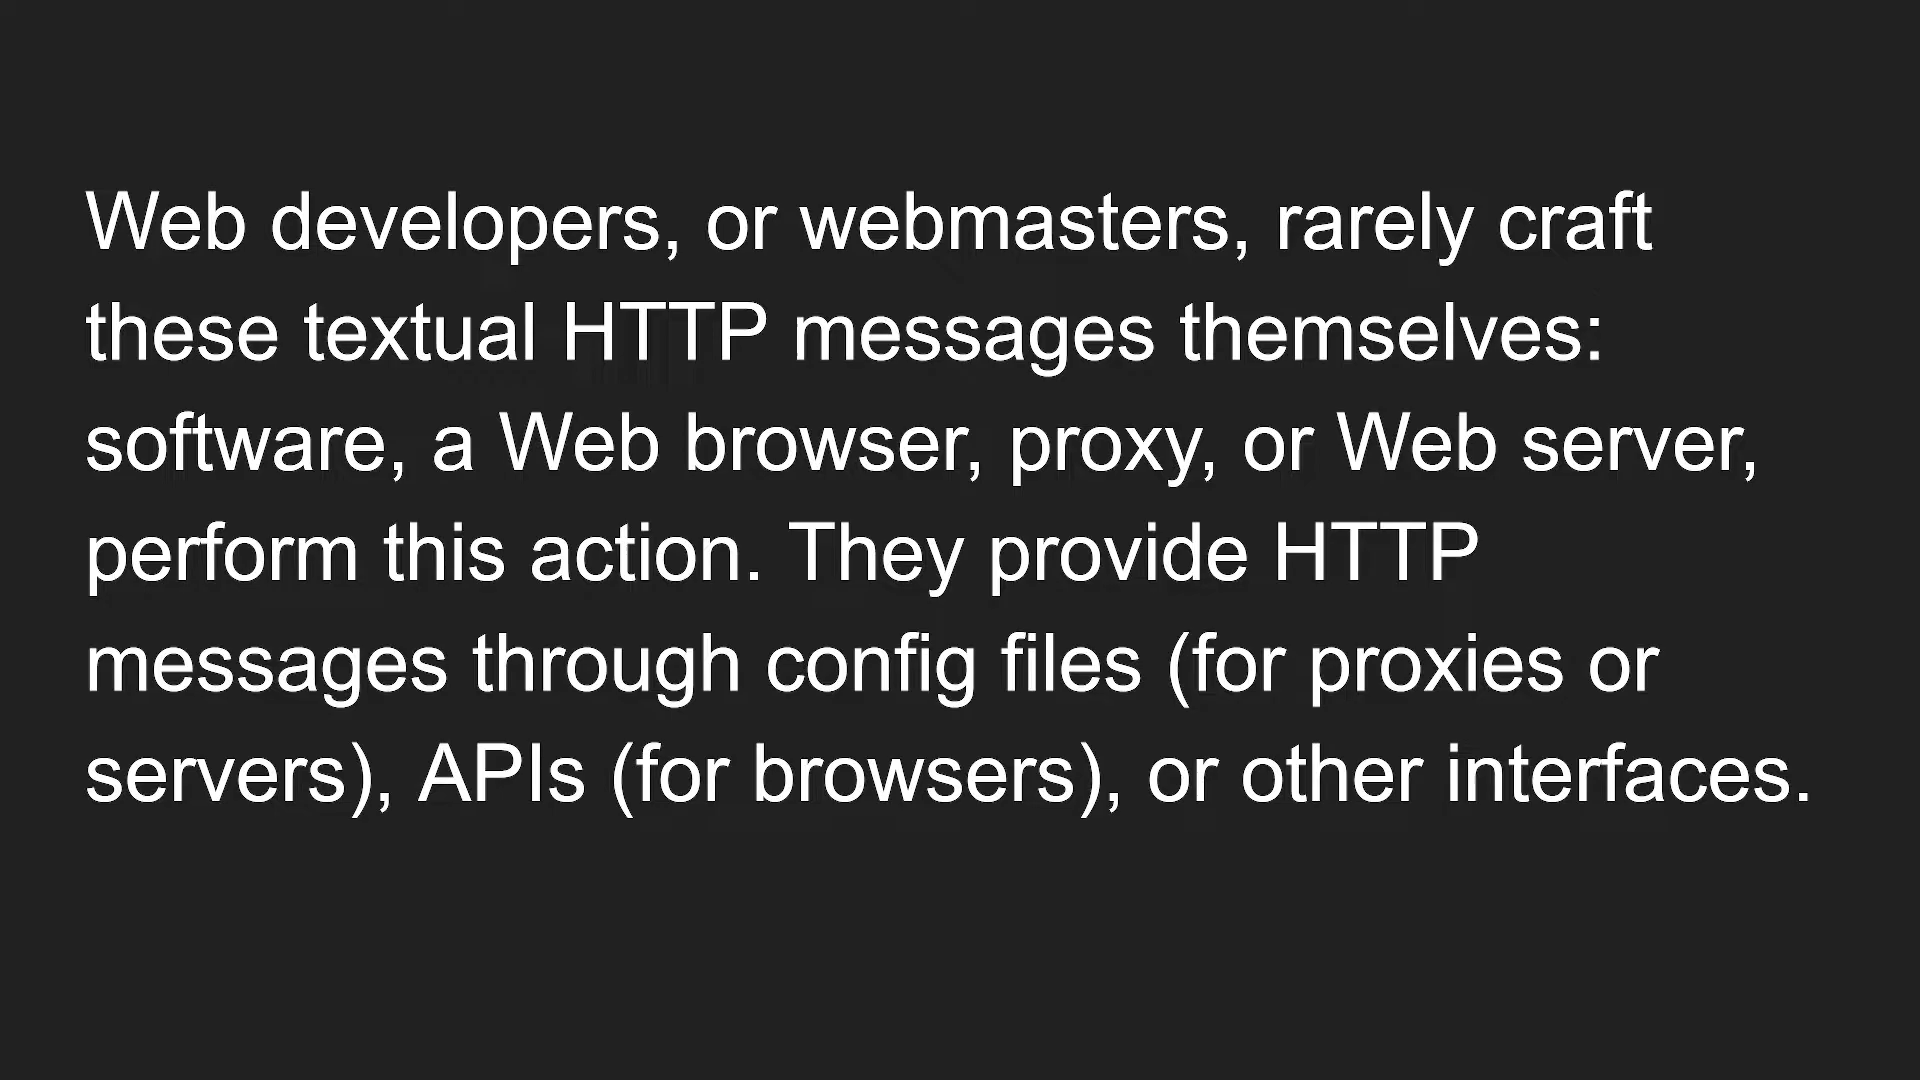 Web developers, or webmasters, rarely craft
these textual HTTP messages themselves:
software, a Web browser, proxy, or Web server,
perform this action. They provide HTTP
messages through config files (for proxies or
servers), APIs (for browsers), or other interfaces.